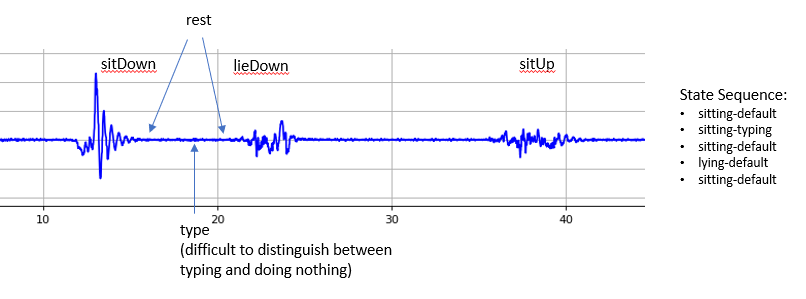 rest
sitDown
lieDown
sitUp
10
20
30
40
type
(difficult to distinguish between
typing and doing nothing)
State Sequence:
• sitting-default
• sitting-typing
• sitting-default
• lying-default
• sitting-default